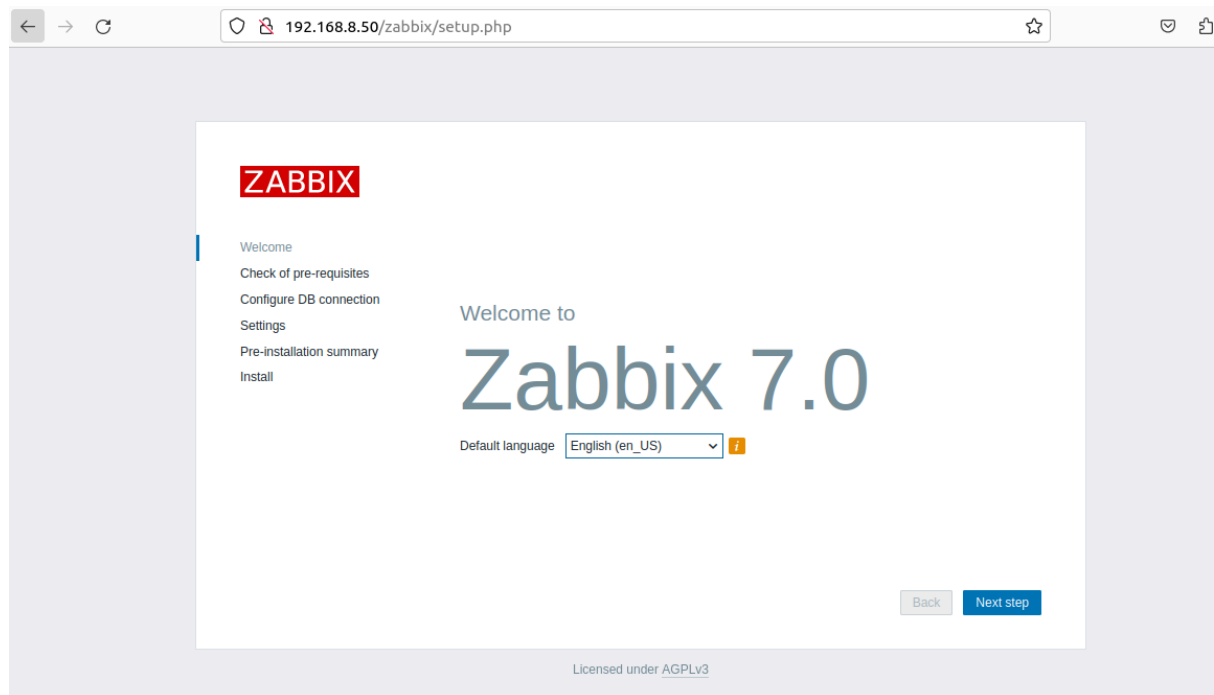 192.168.8.50/zabbix/setup.php
ZABBIX
Welcome
Check of pre-requisites
Configure DB connection
Settings
Pre-installation summary
Install
Welcome to
Zabbix 7.0
Default language English (en_US) i
Back Next step
Licensed under AGPLv3